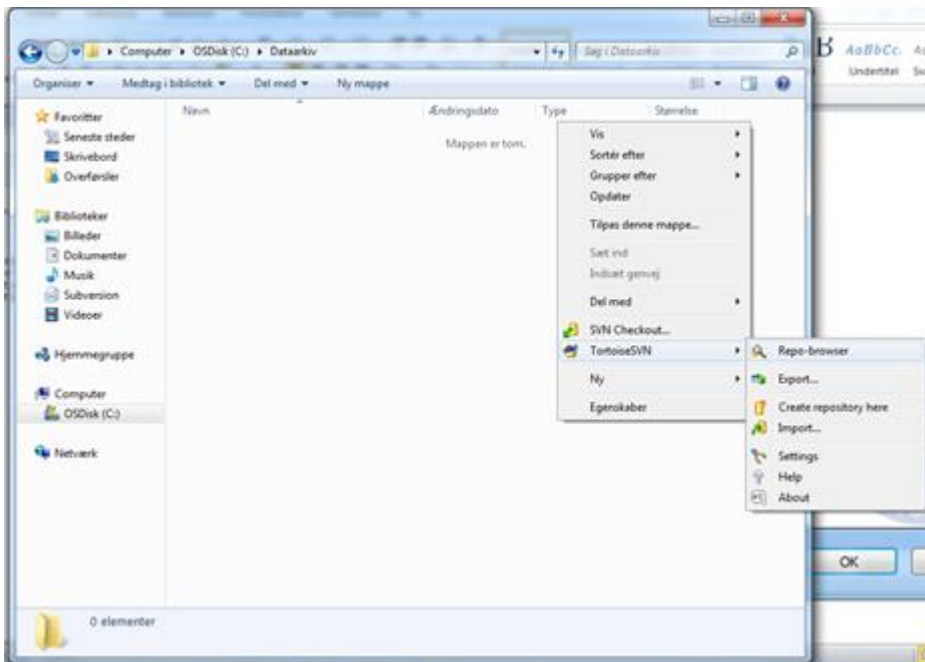 Computer ▸ OSDisk (C:) ▸ Dataarkiv
Søg i Dataarkiv
Organiser
Medtag i bibliotek
Del med
Ny mappe
Favoritter
Seneste steder
Skrivebord
Overførsler
Biblioteker
Billeder
Dokumenter
Musik
Subversion
Videoer
Hjemmegruppe
Computer
OSDisk (C:)
Netværk
Navn
Ændringsdato
Type
Størrelse
Mappen er tom.
Vis
Sortér efter
Grupper efter
Opdater
Tilpas denne mappe...
Sæt ind
Indsæt genvej
Del med
SVN Checkout...
TortoiseSVN
Ny
Egenskaber
Repo-browser
Export...
Create repository here
Import...
Settings
Help
About
0 elementer
AaBbCc.
Undertitel
OK